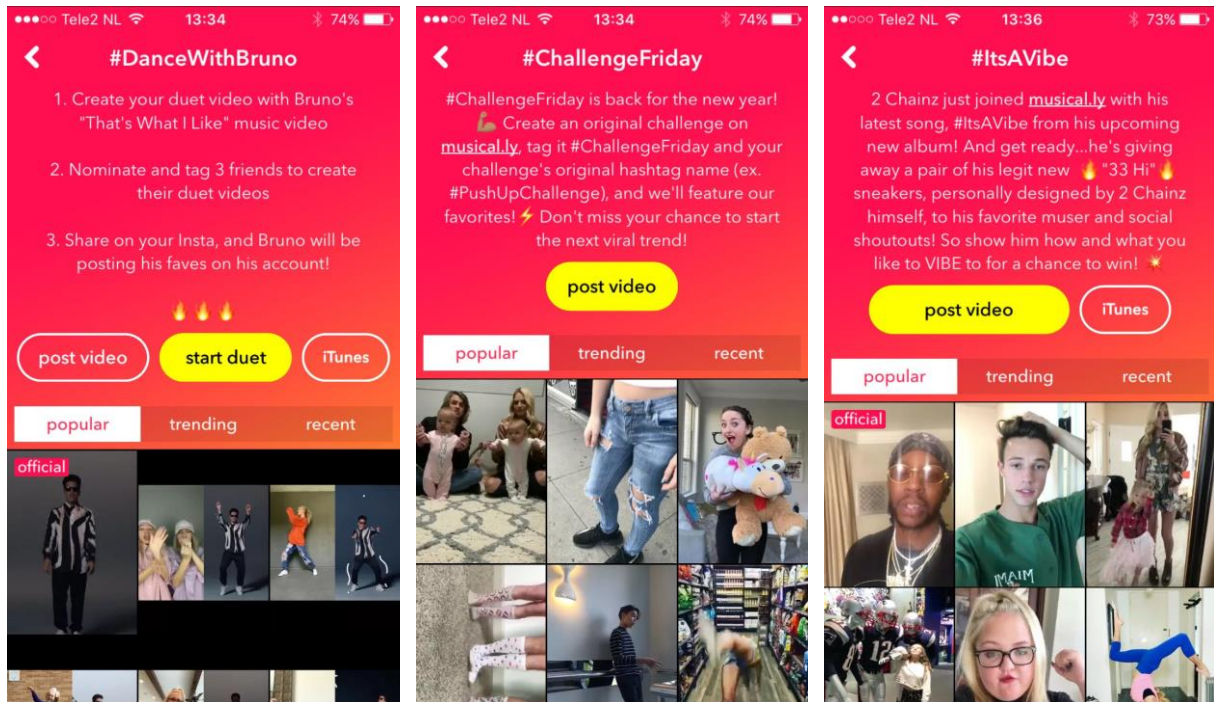 Tele2 NL 13:34 74%
#DanceWithBruno
1. Create your duet video with Bruno's
"That's What I Like" music video
2. Nominate and tag 3 friends to create
their duet videos
3. Share on your Insta, and Bruno will be
posting his faves on his account!
🔥🔥🔥
post video start duet iTunes
popular trending recent
official
Tele2 NL 13:34 74%
#ChallengeFriday
#ChallengeFriday is back for the new year!
💪🏽 Create an original challenge on
musical.ly, tag it #ChallengeFriday and your
challenge's original hashtag name (ex.
#PushUpChallenge), and we'll feature our
favorites!⚡ Don't miss your chance to start
the next viral trend!
post video
popular trending recent
Tele2 NL 13:36 73%
#ItsAVibe
2 Chainz just joined musical.ly with his
latest song, #ItsAVibe from his upcoming
new album! And get ready...he's giving
away a pair of his legit new 🔥"33 Hi"🔥
sneakers, personally designed by 2 Chainz
himself, to his favorite muser and social
shoutouts! So show him how and what you
like to VIBE to for a chance to win! 💥
post video iTunes
popular trending recent
official
MAIM
12